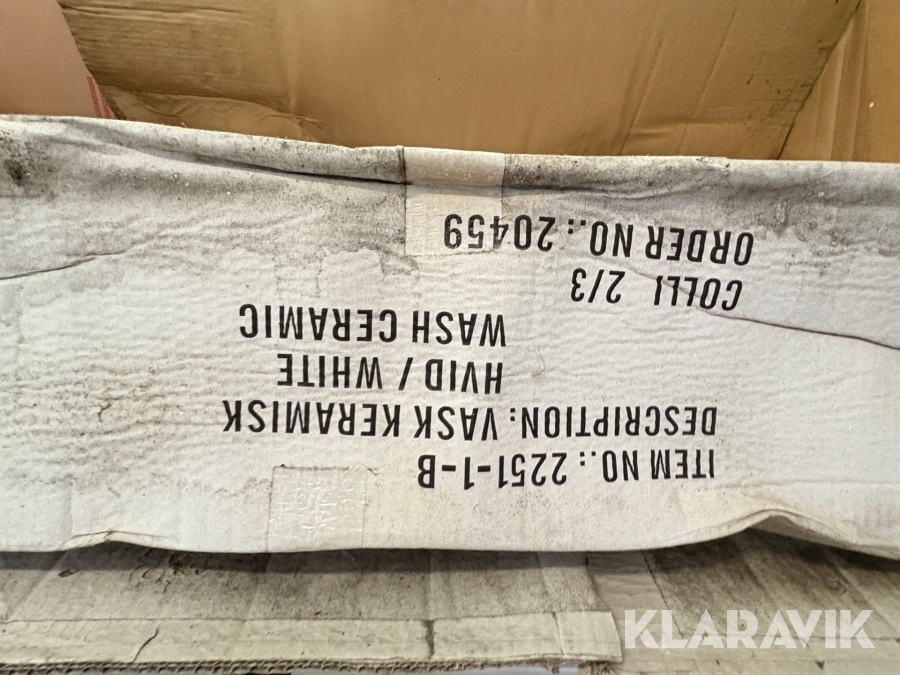 ITEM NO.: 2251-1-B
DESCRIPTION: VASK KERAMISK
HVID / WHITE
WASH CERAMIC
COLLI 2/3
ORDER NO.: 20459
KLARAVIK